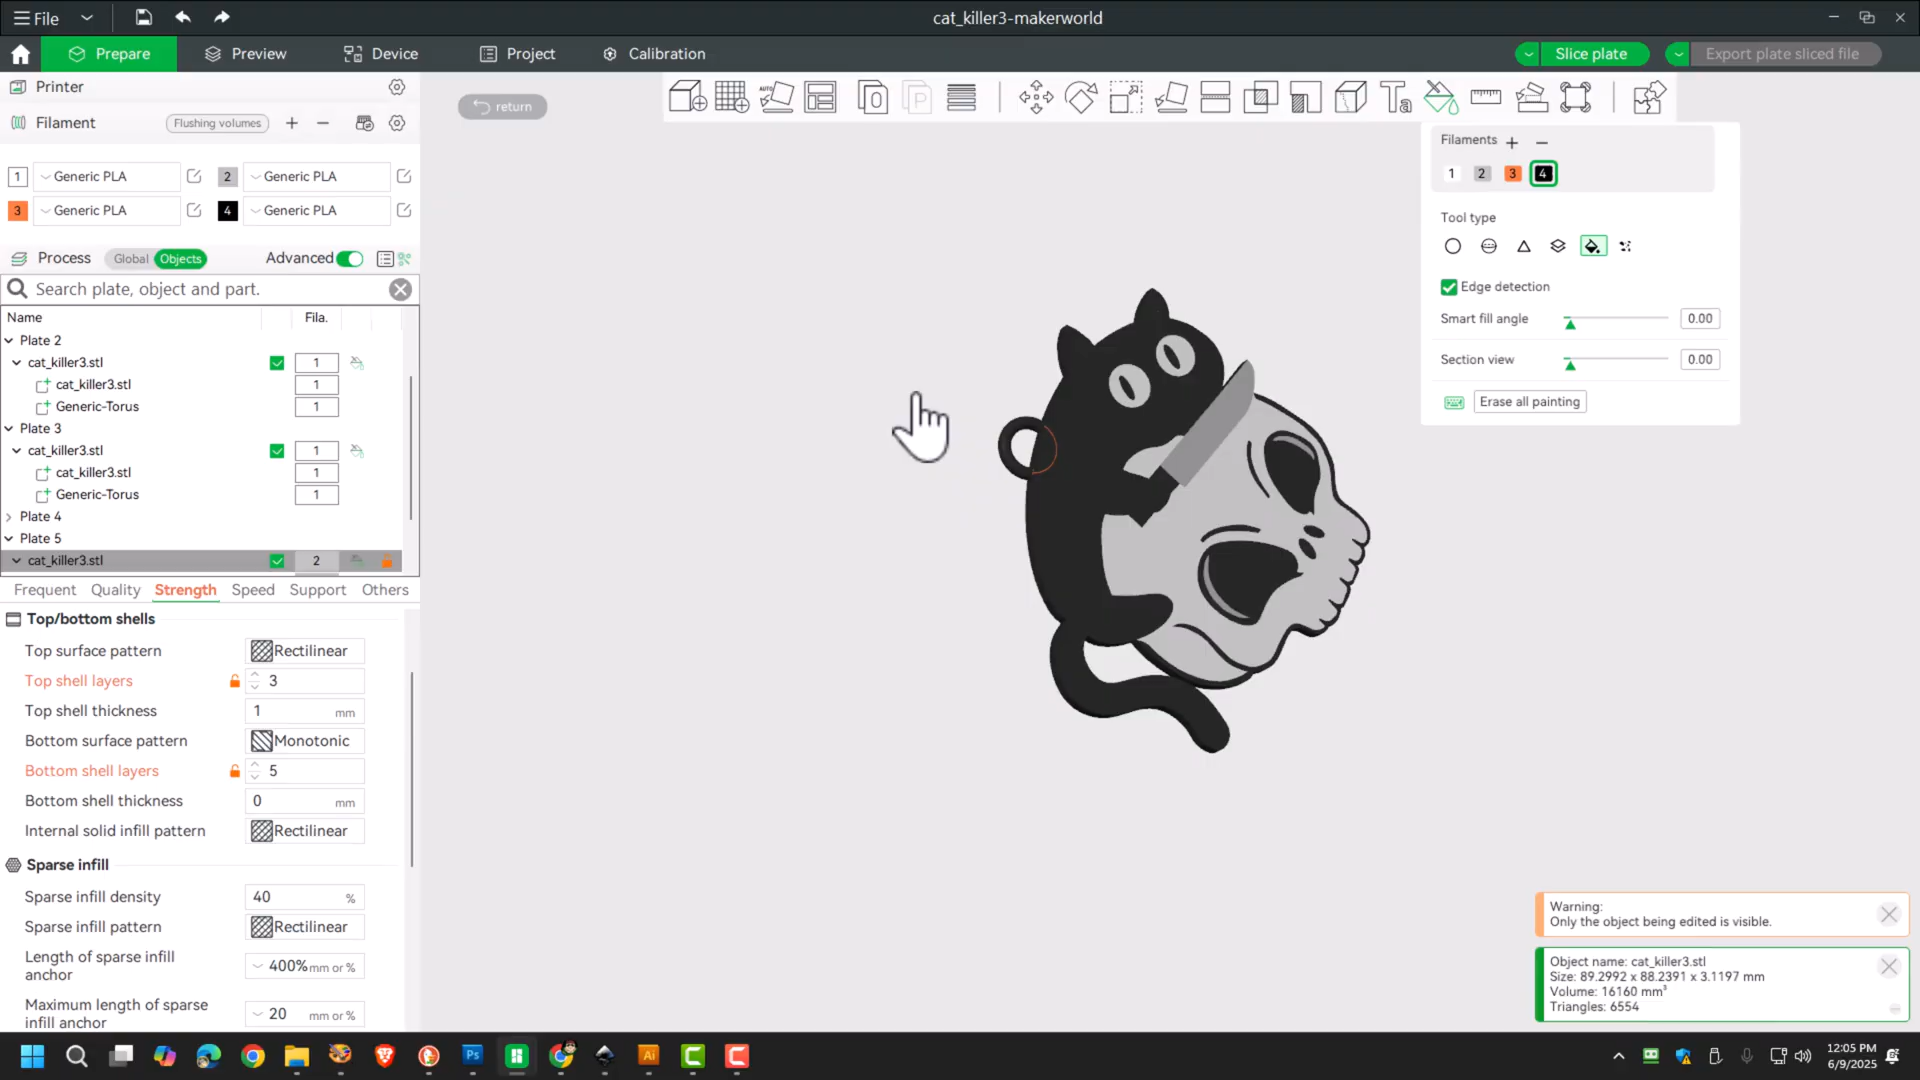 File
cat_killer3-makerworld
Prepare
Preview
Device
Project
Calibration
Slice plate
Export plate sliced file
Printer
Filament
Flushing volumes
1 Generic PLA
2 Generic PLA
3 Generic PLA
4 Generic PLA
Process
Global Objects
Advanced
Search plate, object and part.
Name
Fila.
Plate 2
cat_killer3.stl 1
cat_killer3.stl 1
Generic-Torus 1
Plate 3
cat_killer3.stl 1
cat_killer3.stl 1
Generic-Torus 1
Plate 4
Plate 5
cat_killer3.stl 2
Frequent Quality Strength Speed Support Others
Top/bottom shells
Top surface pattern Rectilinear
Top shell layers 3
Top shell thickness 1 mm
Bottom surface pattern Monotonic
Bottom shell layers 5
Bottom shell thickness 0 mm
Internal solid infill pattern Rectilinear
Sparse infill
Sparse infill density 40 %
Sparse infill pattern Rectilinear
Length of sparse infill
anchor
400% mm or %
Maximum length of sparse
infill anchor
20 mm or %
return
AUTO
0
P
Ta
Filaments
1 2 3 4
Tool type
Edge detection
Smart fill angle 0.00
Section view 0.00
Erase all painting
Warning:
Only the object being edited is visible.
Object name: cat_killer3.stl
Size: 89.2992 x 88.2391 x 3.1197 mm
Volume: 16160 mm³
Triangles: 6554
Ps
Ai
C
C
12:05 PM
6/9/2025